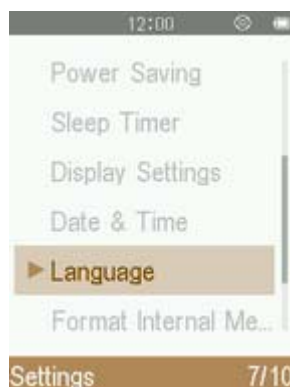 12:00
Power Saving
Sleep Timer
Display Settings
Date & Time
Language
Format Internal Me...
Settings 7/10